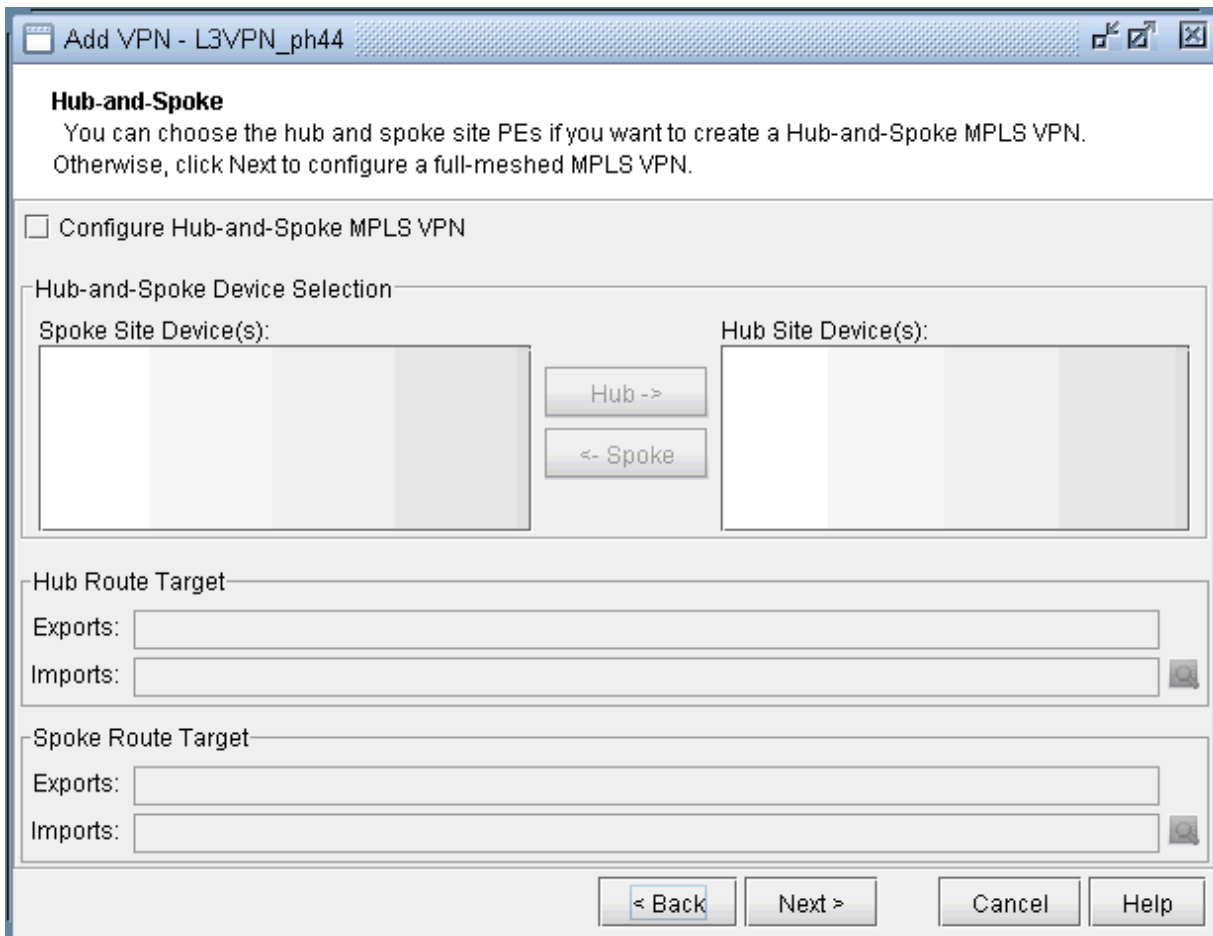 Add VPN - L3VPN_ph44
Hub-and-Spoke
You can choose the hub and spoke site PEs if you want to create a Hub-and-Spoke MPLS VPN.
Otherwise, click Next to configure a full-meshed MPLS VPN.
Configure Hub-and-Spoke MPLS VPN
Hub-and-Spoke Device Selection
Spoke Site Device(s):
Hub Site Device(s):
Hub ->
<- Spoke
Hub Route Target
Exports:
Imports:
Spoke Route Target
Exports:
Imports:
< Back
Next >
Cancel
Help